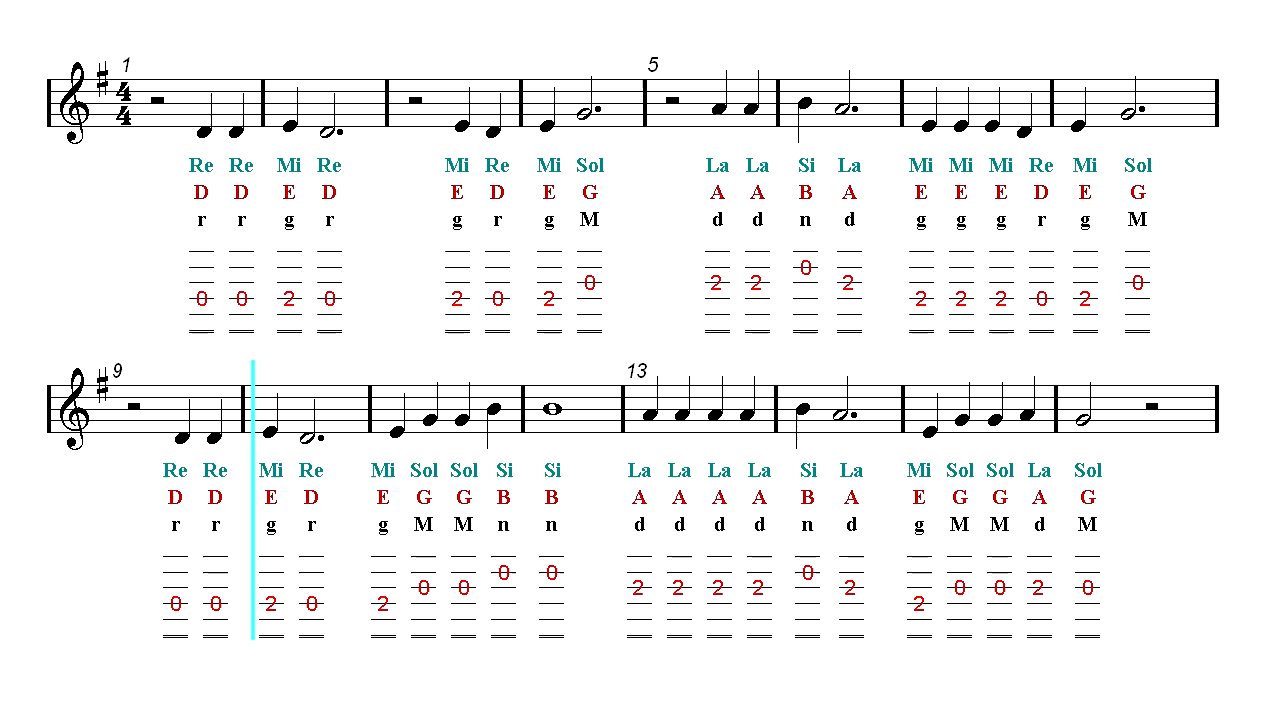 1 5
4
4
Re Re Mi Re Mi Re Mi Sol La La Si La Mi Mi Mi Re Mi Sol
D D E D E D E G A A B A E E E D E G
r r g r g r g M d d n d g g g r g M
0 0 2 0 2 0 2 0 2 2 0 2 2 2 2 0 2 0
9 13
Re Re Mi Re Mi Sol Sol Si Si La La La La Si La Mi Sol Sol La Sol
D D E D E G G B B A A A A B A E G G A G
r r g r g M M n n d d d d n d g M M d M
0 0 2 0 2 0 0 0 0 2 2 2 2 0 2 2 0 0 2 0